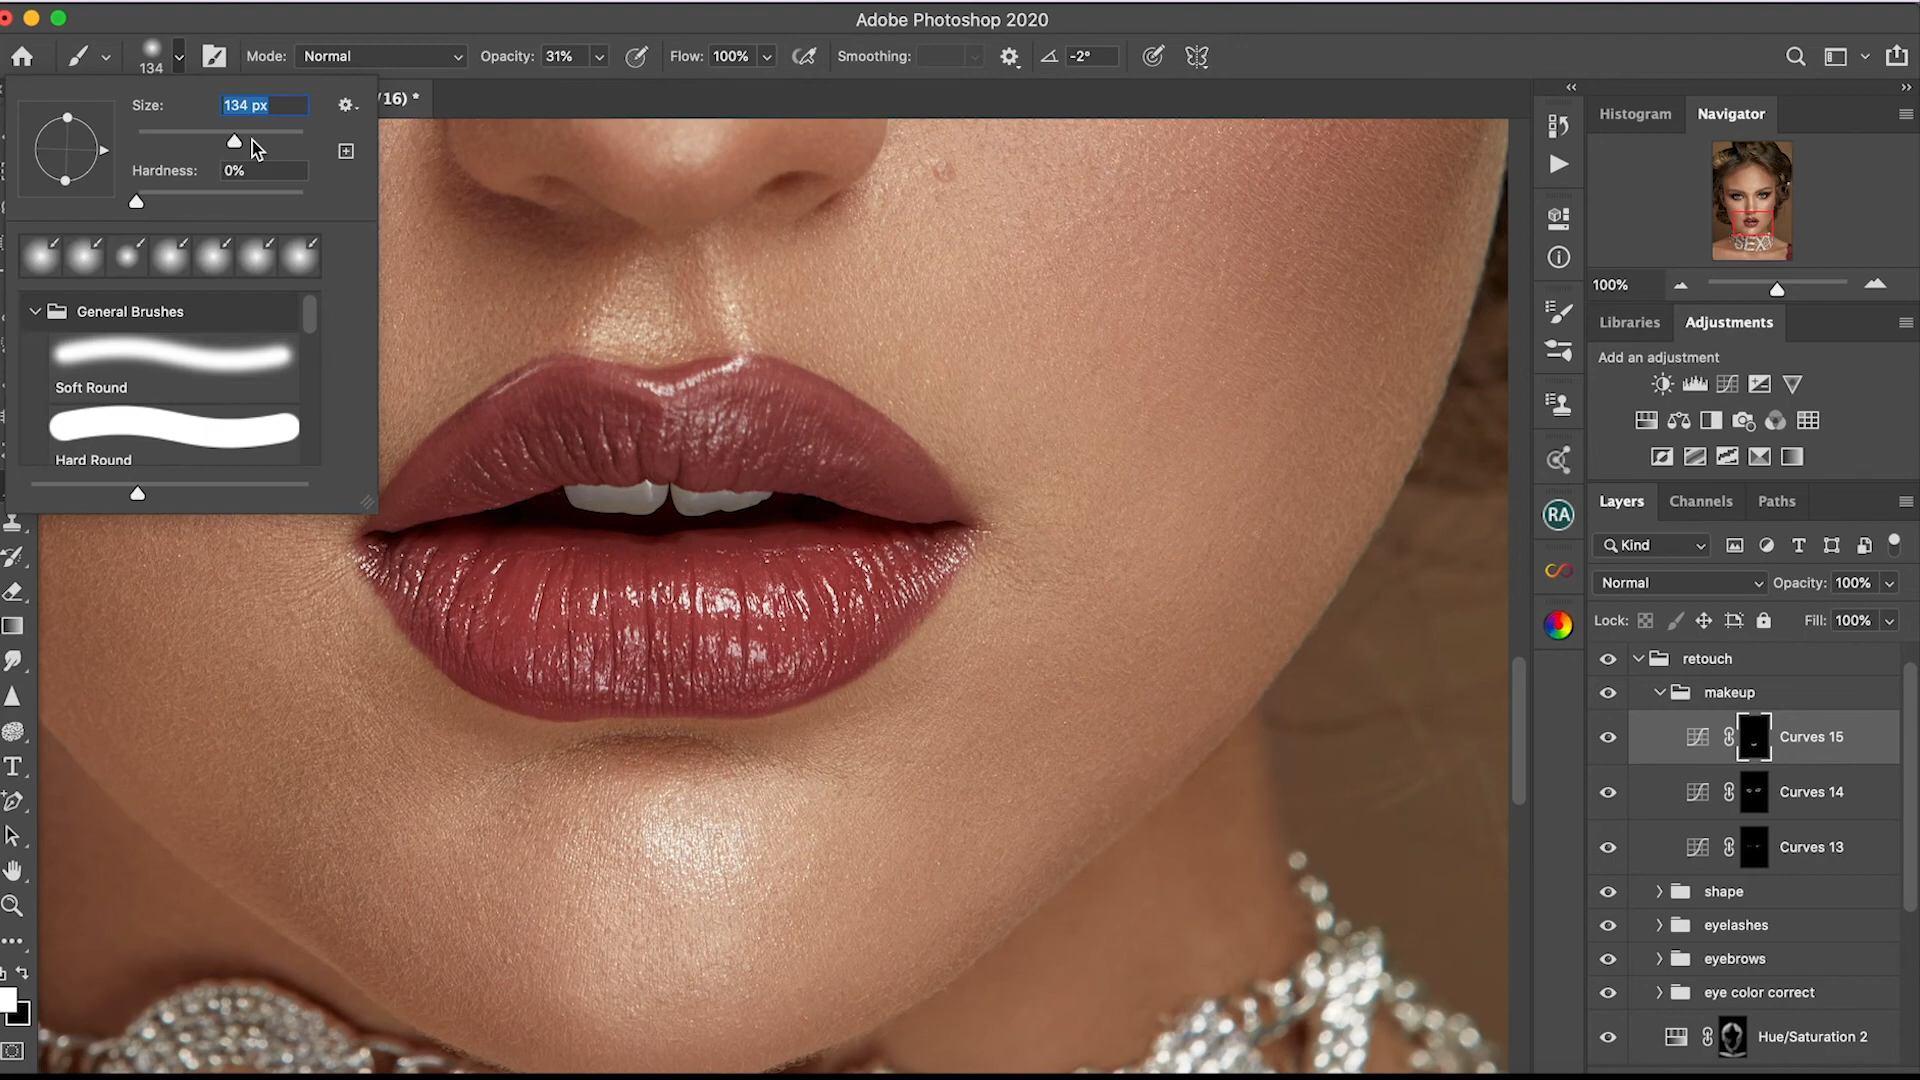 Adobe Photoshop 2020
134
Mode: Normal
Opacity: 31%
Flow: 100%
Smoothing:
-2°
Size: 134 px
/16) *
Hardness: 0%
General Brushes
Soft Round
Hard Round
Histogram
Navigator
SEXY
100%
Libraries
Adjustments
Add an adjustment
RA
Layers
Channels
Paths
Kind
Normal
Opacity: 100%
Lock:
Fill: 100%
retouch
makeup
Curves 15
Curves 14
Curves 13
shape
eyelashes
eyebrows
eye color correct
Hue/Saturation 2